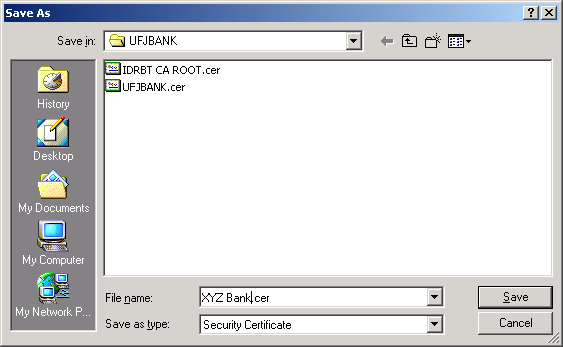 Save As
Save in: UFJBANK
History
Desktop
My Documents
My Computer
My Network P...
IDRBT CA ROOT.cer
UFJBANK.cer
File name: XYZ Bank.cer
Save
Save as type: Security Certificate
Cancel